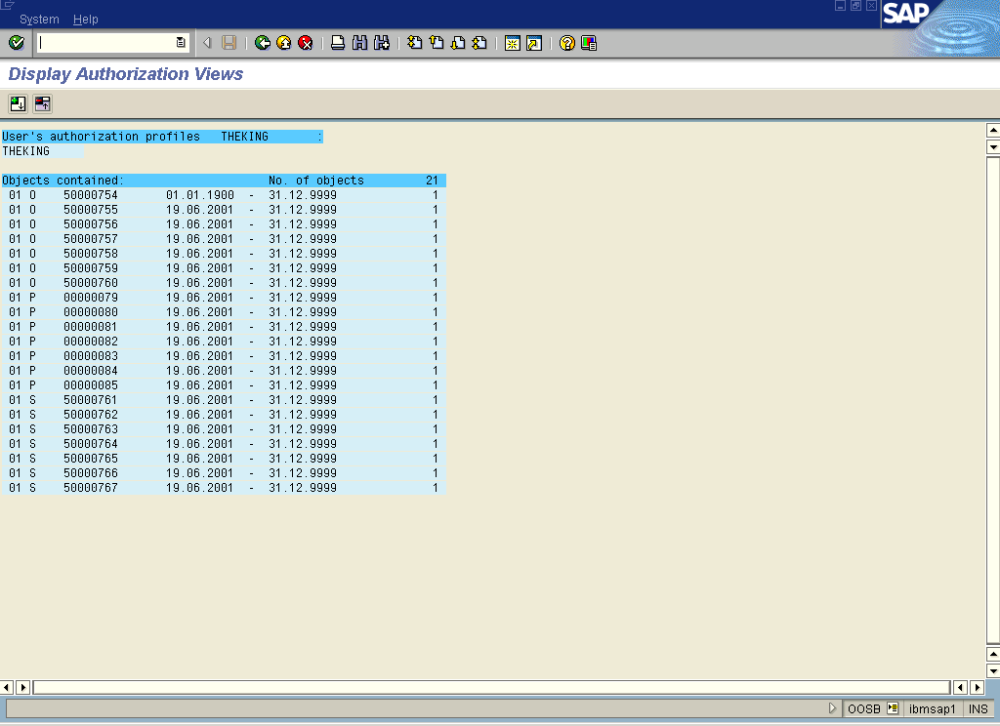 System Help
SAP
Display Authorization Views
User's authorization profiles THEKING :
THEKING
Objects contained: No. of objects 21
01 O 50000754 01.01.1900 - 31.12.9999 1
01 O 50000755 19.06.2001 - 31.12.9999 1
01 O 50000756 19.06.2001 - 31.12.9999 1
01 O 50000757 19.06.2001 - 31.12.9999 1
01 O 50000758 19.06.2001 - 31.12.9999 1
01 O 50000759 19.06.2001 - 31.12.9999 1
01 O 50000760 19.06.2001 - 31.12.9999 1
01 P 00000079 19.06.2001 - 31.12.9999 1
01 P 00000080 19.06.2001 - 31.12.9999 1
01 P 00000081 19.06.2001 - 31.12.9999 1
01 P 00000082 19.06.2001 - 31.12.9999 1
01 P 00000083 19.06.2001 - 31.12.9999 1
01 P 00000084 19.06.2001 - 31.12.9999 1
01 P 00000085 19.06.2001 - 31.12.9999 1
01 S 50000761 19.06.2001 - 31.12.9999 1
01 S 50000762 19.06.2001 - 31.12.9999 1
01 S 50000763 19.06.2001 - 31.12.9999 1
01 S 50000764 19.06.2001 - 31.12.9999 1
01 S 50000765 19.06.2001 - 31.12.9999 1
01 S 50000766 19.06.2001 - 31.12.9999 1
01 S 50000767 19.06.2001 - 31.12.9999 1
OOSB ibmsap1 INS